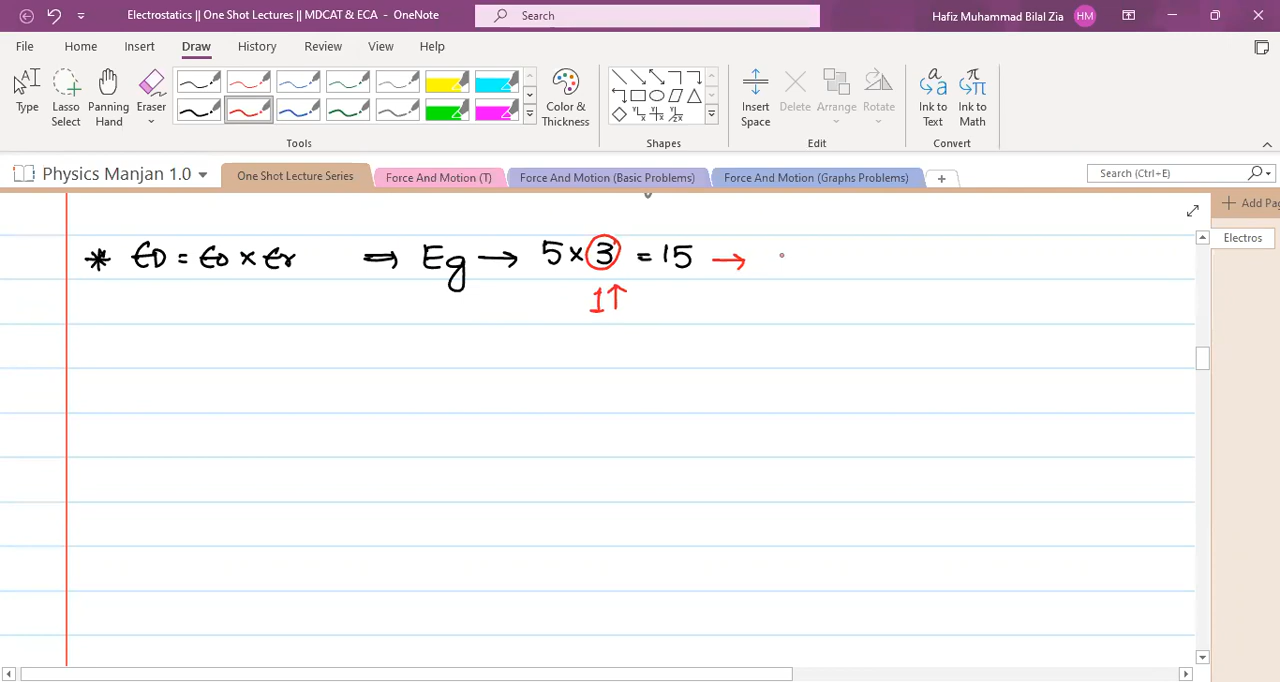 Electrostatics || One Shot Lectures || MDCAT & ECA - OneNote
Search
Hafiz Muhammad Bilal Zia HM
File Home Insert Draw History Review View Help
Type
Lasso Select
Panning Hand
Eraser
Color & Thickness
Insert Space
Delete
Arrange
Rotate
Ink to Text
Ink to Math
Tools
Shapes
Edit
Convert
Physics Manjan 1.0
One Shot Lecture Series
Force And Motion (T)
Force And Motion (Basic Problems)
Force And Motion (Graphs Problems)
Search (Ctrl+E)
Add Pag
Electros
* ϵD = ϵo × ϵr ⇒ Eg → 5 × 3 = 15 →
1↑